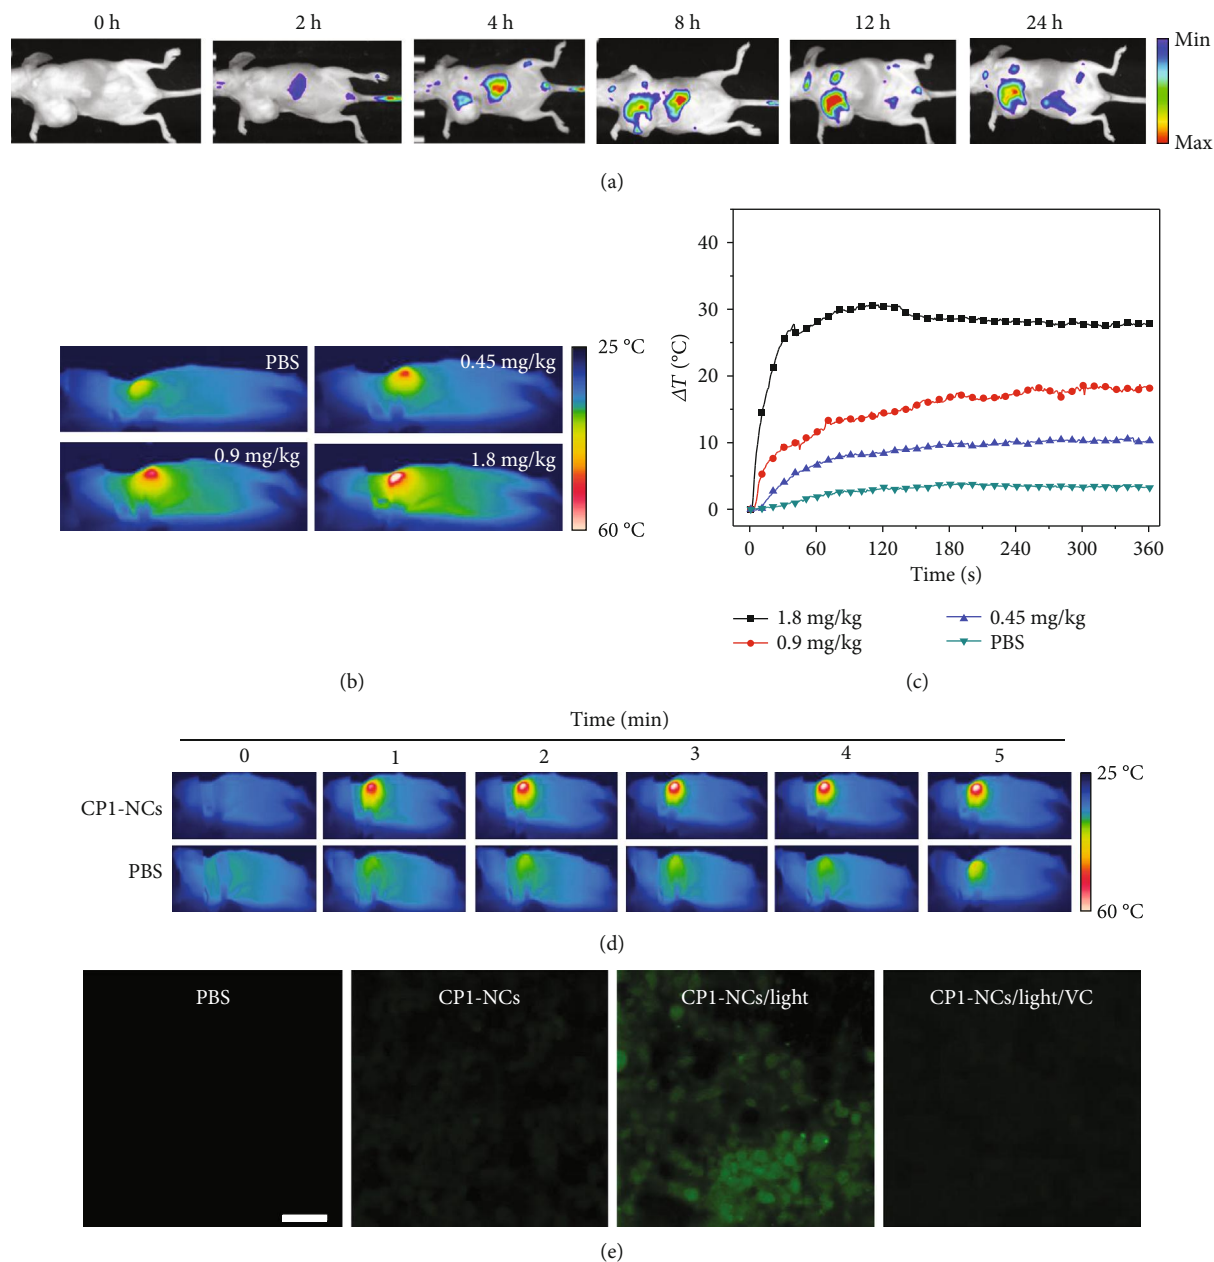 0 h 2 h 4 h 8 h 12 h 24 h
Min
Max
(a)
PBS 0.45 mg/kg
0.9 mg/kg 1.8 mg/kg
25 °C
60 °C
(b)
ΔT (°C)
40
30
20
10
0
0 60 120 180 240 300 360
Time (s)
1.8 mg/kg 0.45 mg/kg
0.9 mg/kg PBS
(c)
Time (min)
0 1 2 3 4 5
CP1-NCs
PBS
25 °C
60 °C
(d)
PBS CP1-NCs CP1-NCs/light CP1-NCs/light/VC
(e)